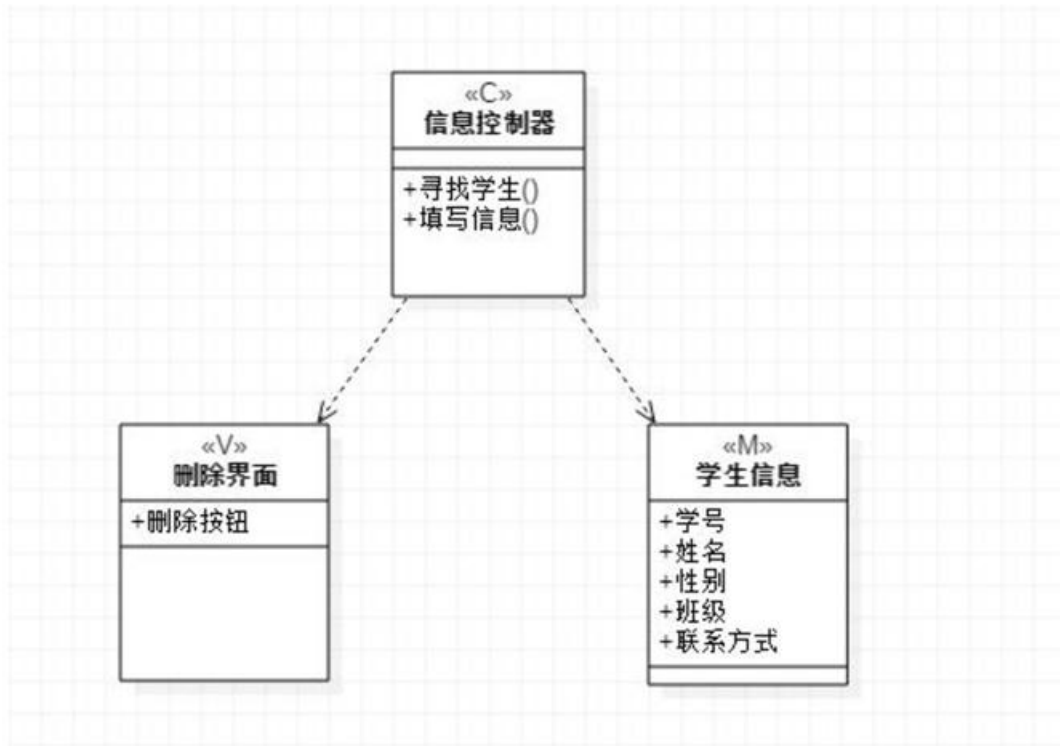 «C»
信息控制器
+寻找学生()
+填写信息()
«V»
删除界面
+删除按钮
«M»
学生信息
+学号
+姓名
+性别
+班级
+联系方式